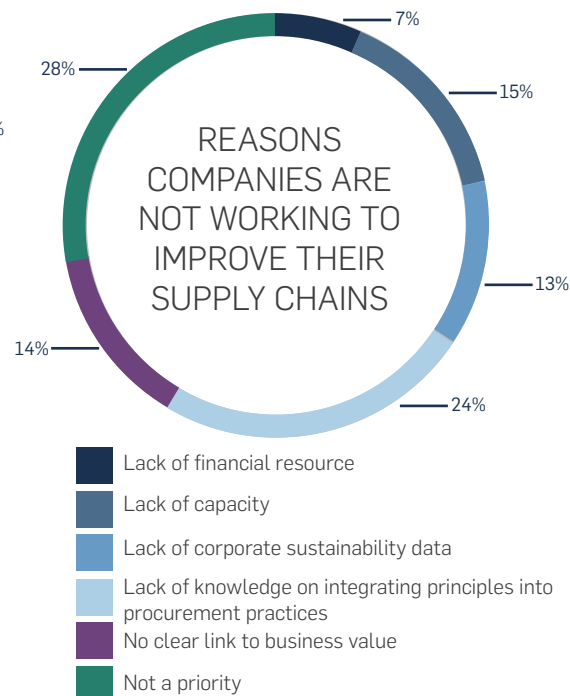 7%
28%
15%
%
REASONS
COMPANIES ARE
NOT WORKING TO
IMPROVE THEIR
SUPPLY CHAINS
13%
14%
24%
Lack of financial resource
Lack of capacity
Lack of corporate sustainability data
Lack of knowledge on integrating principles into
procurement practices
No clear link to business value
Not a priority